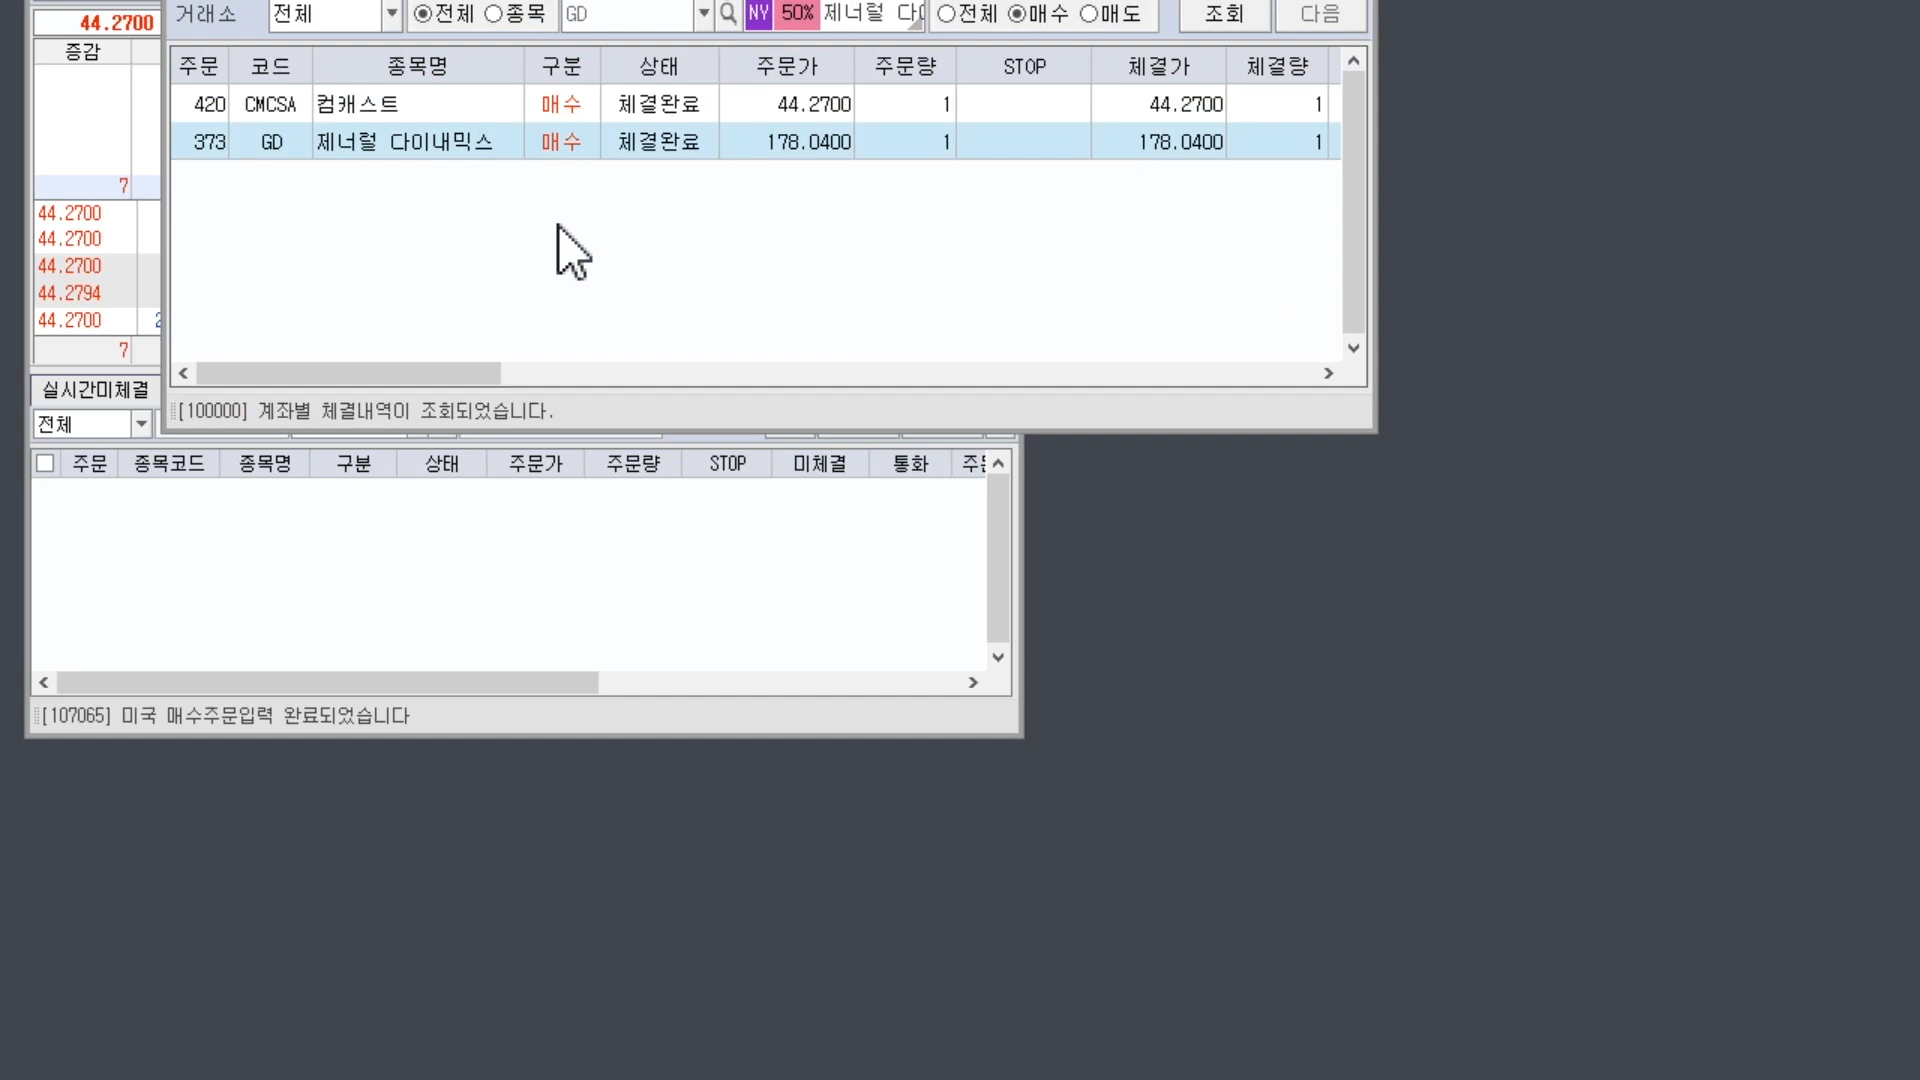 44.2700
증감
7
44.2700
44.2700
44.2700
44.2794
44.2700
7
거래소 전체 전체 종목 GD NY 50% 제너럴 전체 매수 매도 조회 다음
주문 코드 종목명 구분 상태 주문가 주문량 STOP 체결가 체결량
420 CMCSA 컴캐스트 매수 체결완료 44.2700 1 44.2700 1
373 GD 제너럴 다이내믹스 매수 체결완료 178.0400 1 178.0400 1
[100000] 계좌별 체결내역이 조회되었습니다.
실시간미체결
전체
주문 종목코드 종목명 구분 상태 주문가 주문량 STOP 미체결 통화
[107065] 미국 매수주문입력 완료되었습니다